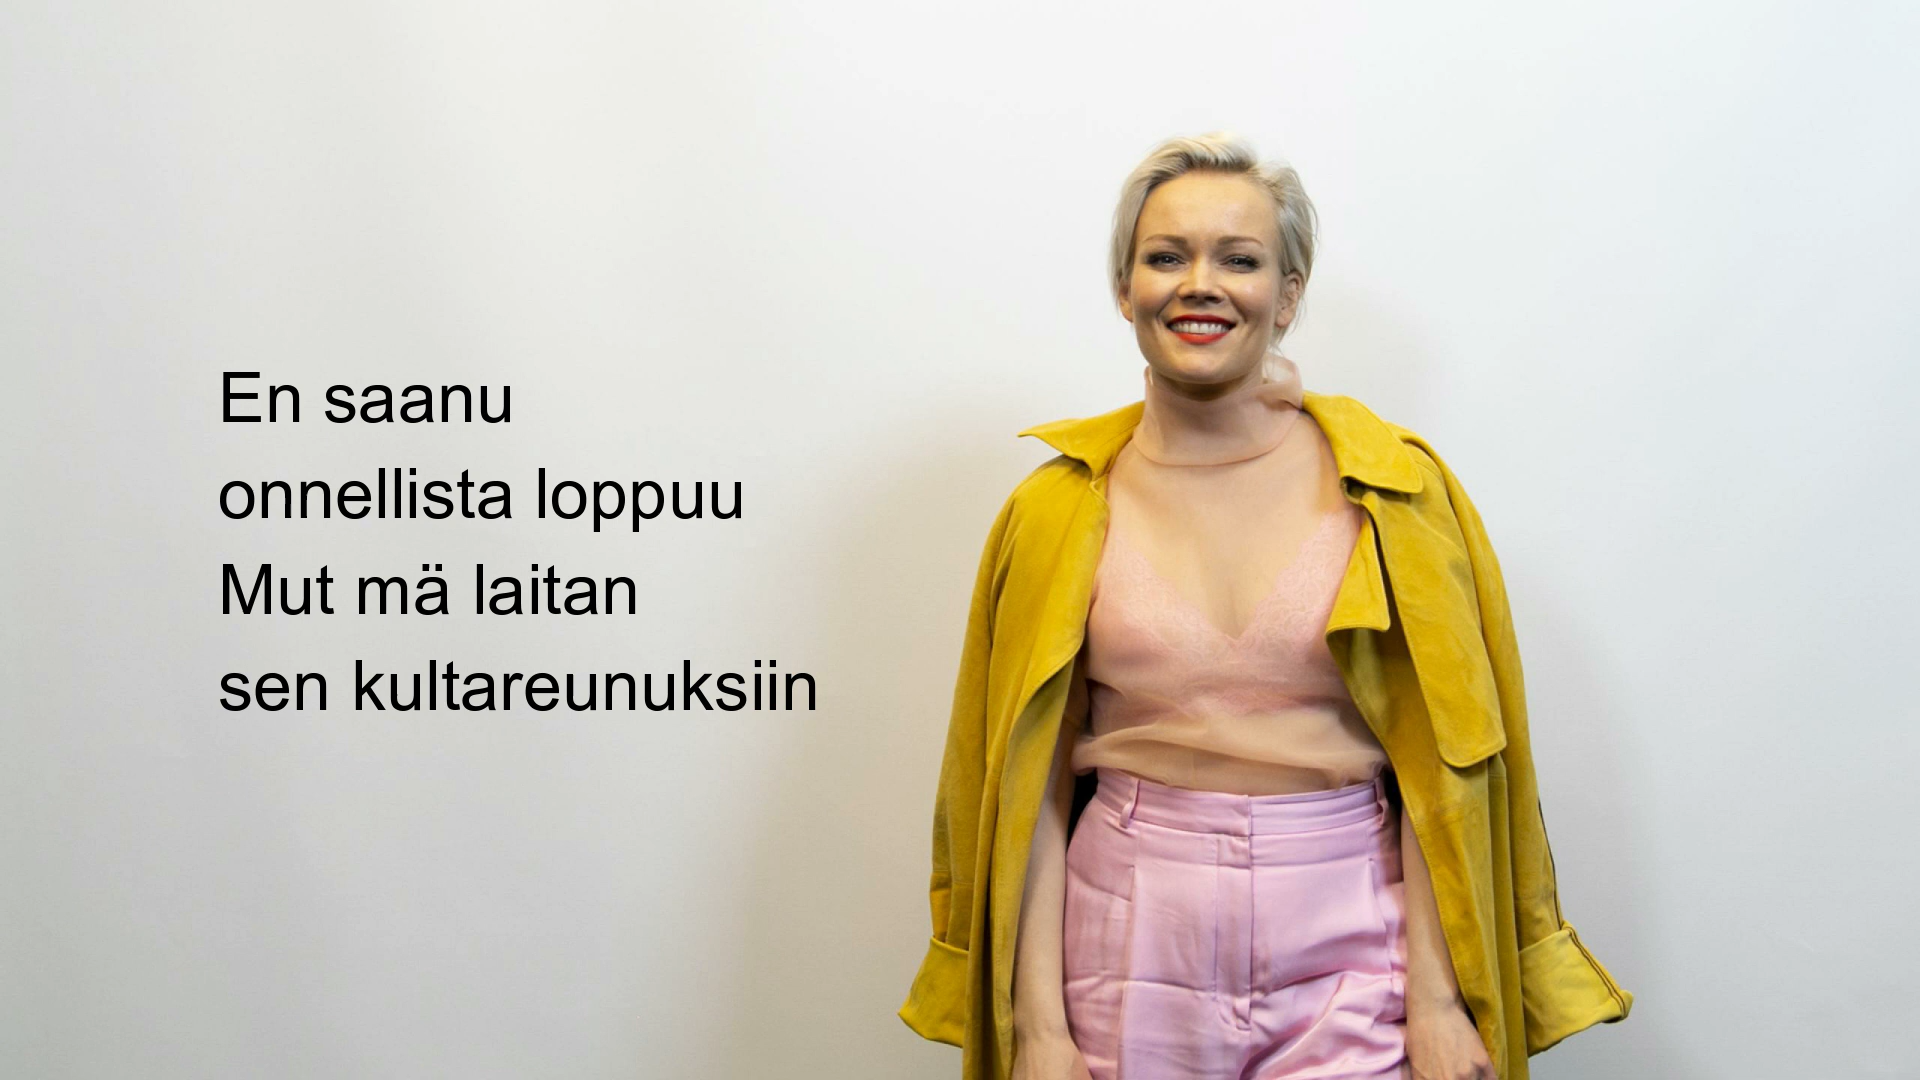 En saanu
onnellista loppuu
Mut mä laitan
sen kultareunuksiin